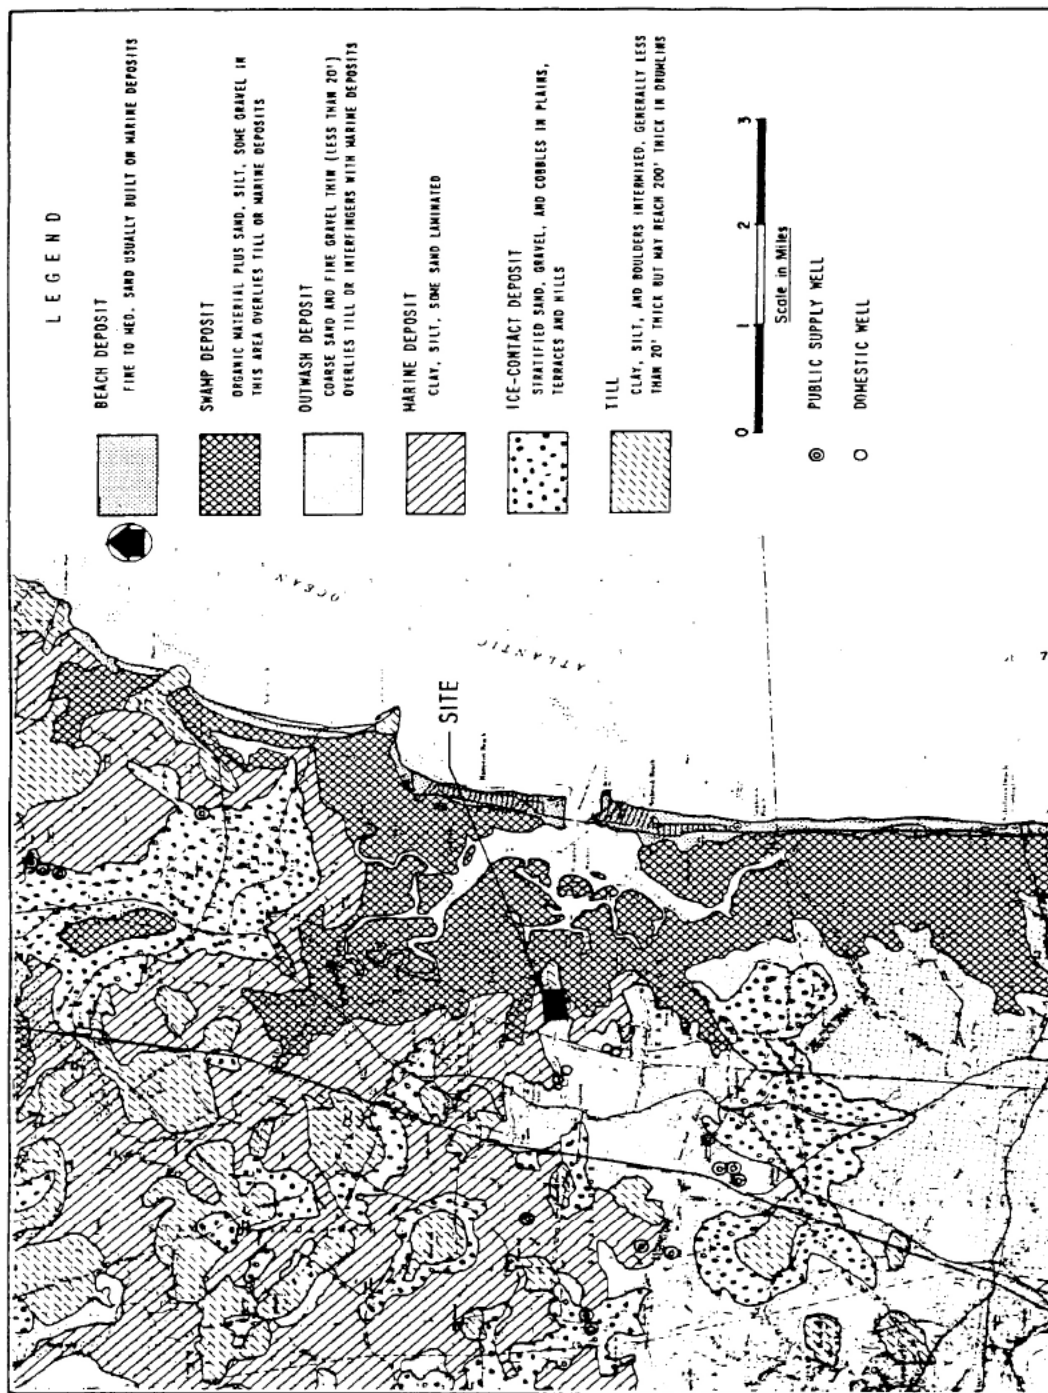 LEGEND
BEACH DEPOSIT
FINE TO MED. SAND USUALLY BUILT ON MARINE DEPOSITS
SWAMP DEPOSIT
ORGANIC MATERIAL PLUS SAND, SILT, SOME GRAVEL IN
THIS AREA OVERLIES TILL OR MARINE DEPOSITS
OUTWASH DEPOSIT
COARSE SAND AND FINE GRAVEL THIN (LESS THAN 20')
OVERLIES TILL OR INTERFINGERS WITH MARINE DEPOSITS
MARINE DEPOSIT
CLAY, SILT, SOME SAND LAMINATED
ICE-CONTACT DEPOSIT
STRATIFIED SAND, GRAVEL, AND COBBLES IN PLAINS,
TERRACES AND HILLS
TILL
CLAY, SILT, AND BOULDERS INTERMIXED, GENERALLY LESS
THAN 20' THICK BUT MAY REACH 200' THICK IN DRUMLINS
0 1 2 3
Scale in Miles
PUBLIC SUPPLY WELL
DOMESTIC WELL
ATLANTIC
OCEAN
SITE
7